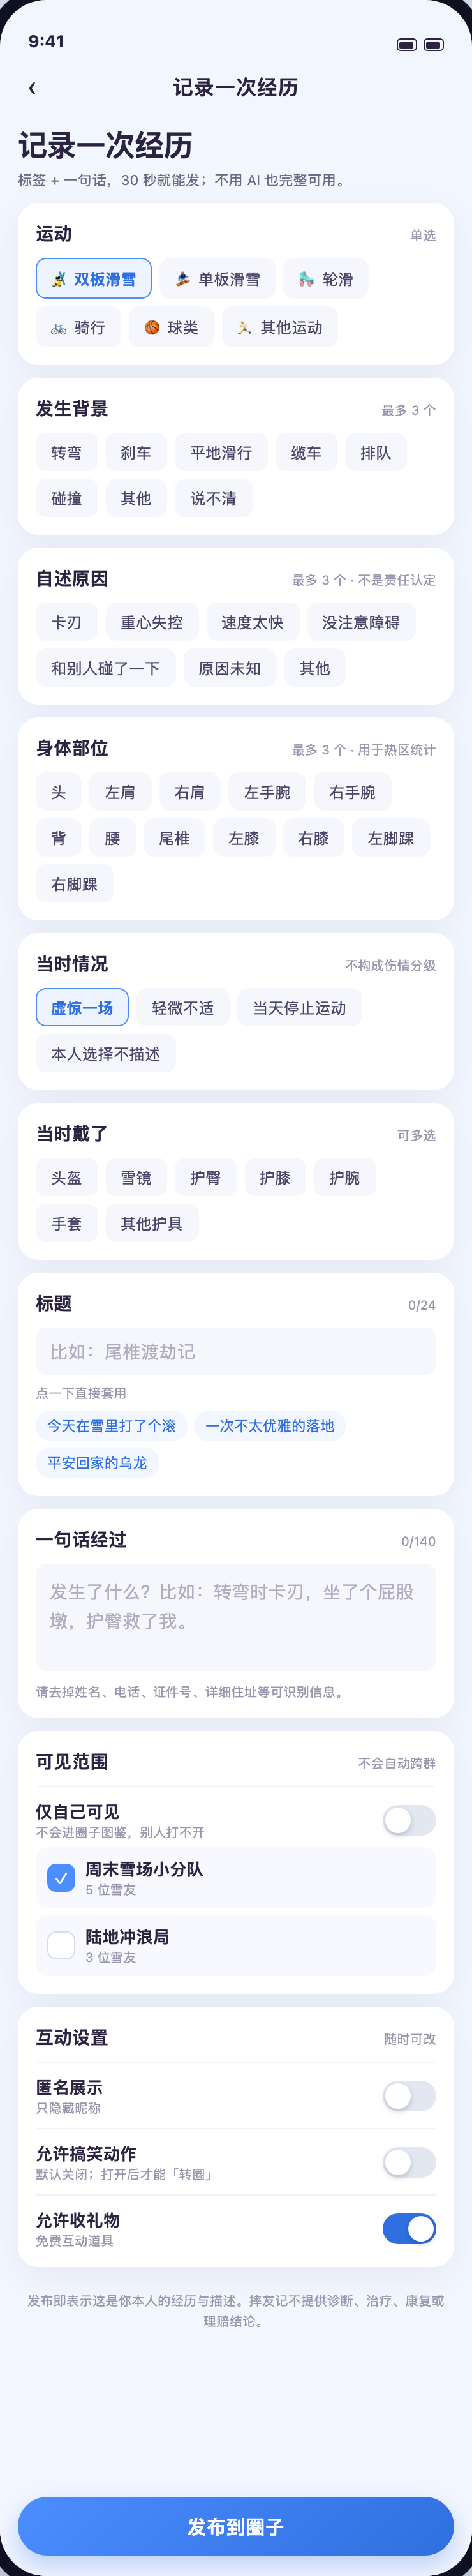 9:41
‹ 记录一次经历
记录一次经历
标签 + 一句话，30 秒就能发；不用 AI 也完整可用。
运动 单选
双板滑雪 单板滑雪 轮滑
骑行 球类 其他运动
发生背景 最多 3 个
转弯 刹车 平地滑行 缆车 排队
碰撞 其他 说不清
自述原因 最多 3 个 · 不是责任认定
卡刃 重心失控 速度太快 没注意障碍
和别人碰了一下 原因未知 其他
身体部位 最多 3 个 · 用于热区统计
头 左肩 右肩 左手腕 右手腕
背 腰 尾椎 左膝 右膝 左脚踝
右脚踝
当时情况 不构成伤情分级
虚惊一场 轻微不适 当天停止运动
本人选择不描述
当时戴了 可多选
头盔 雪镜 护臀 护膝 护腕
手套 其他护具
标题 0/24
比如：尾椎渡劫记
点一下直接套用
今天在雪里打了个滚 一次不太优雅的落地
平安回家的乌龙
一句话经过 0/140
发生了什么？比如：转弯时卡刃，坐了个屁股
墩，护臀救了我。
请去掉姓名、电话、证件号、详细住址等可识别信息。
可见范围 不会自动跨群
仅自己可见
不会进圈子图鉴，别人打不开
周末雪场小分队
5 位雪友
陆地冲浪局
3 位雪友
互动设置 随时可改
匿名展示
只隐藏昵称
允许搞笑动作
默认关闭；打开后才能「转圈」
允许收礼物
免费互动道具
发布即表示这是你本人的经历与描述。摔友记不提供诊断、治疗、康复或
理赔结论。
发布到圈子